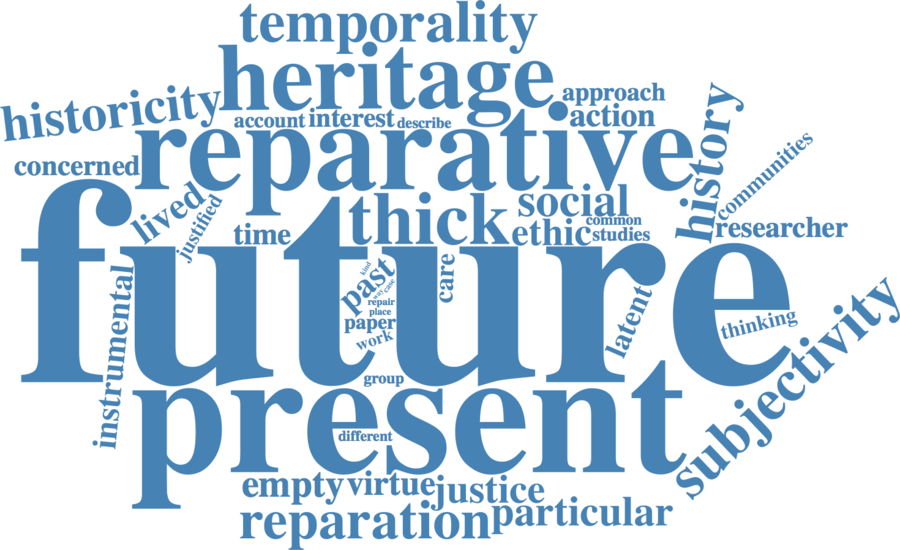 temporality
heritage
historicity
approach
account interest describe
action
reparative
history
communities
concerned
lived
justified
thick
social
common
time
ethic studies
researcher
future
instrumental
kind
past
way
case
repair
place
paper
work
care
latent
thinking
subjectivity
group
present
different
empty virtue justice
reparation particular